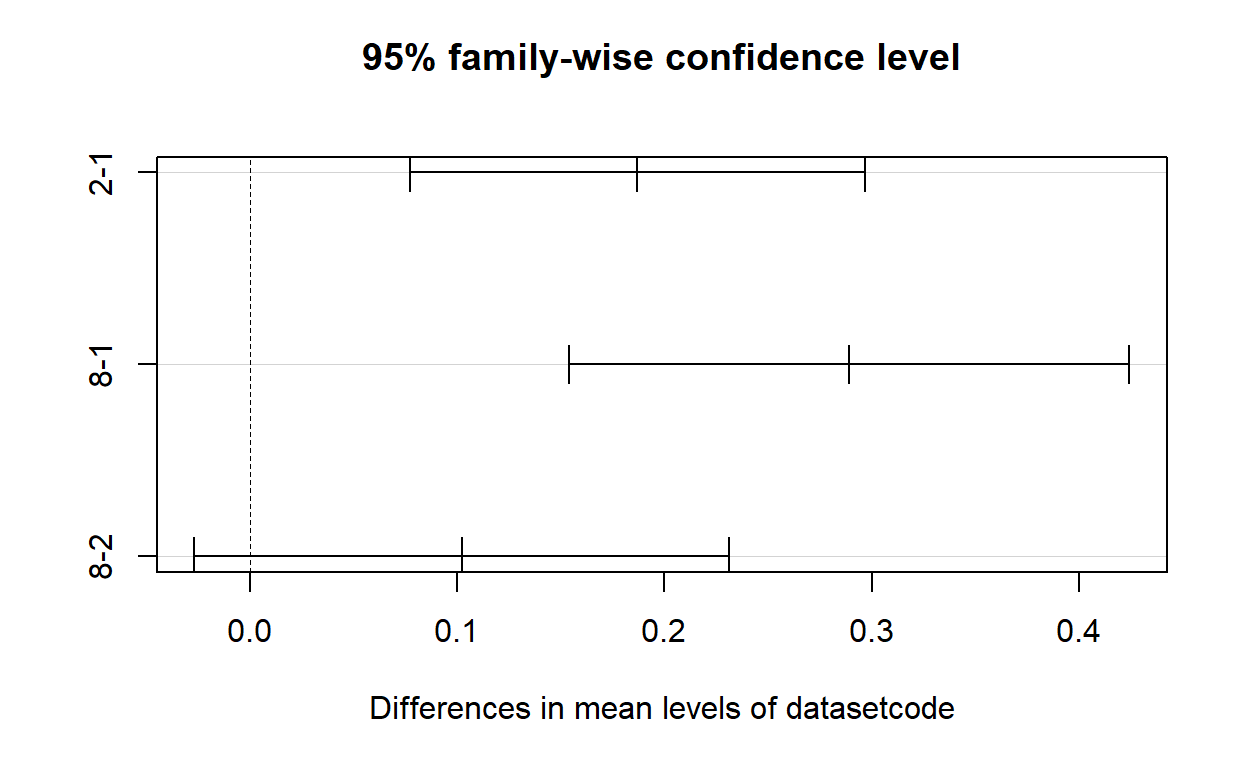 95% family-wise confidence level
2-1
8-1
8-2
0.0 0.1 0.2 0.3 0.4
Differences in mean levels of datasetcode